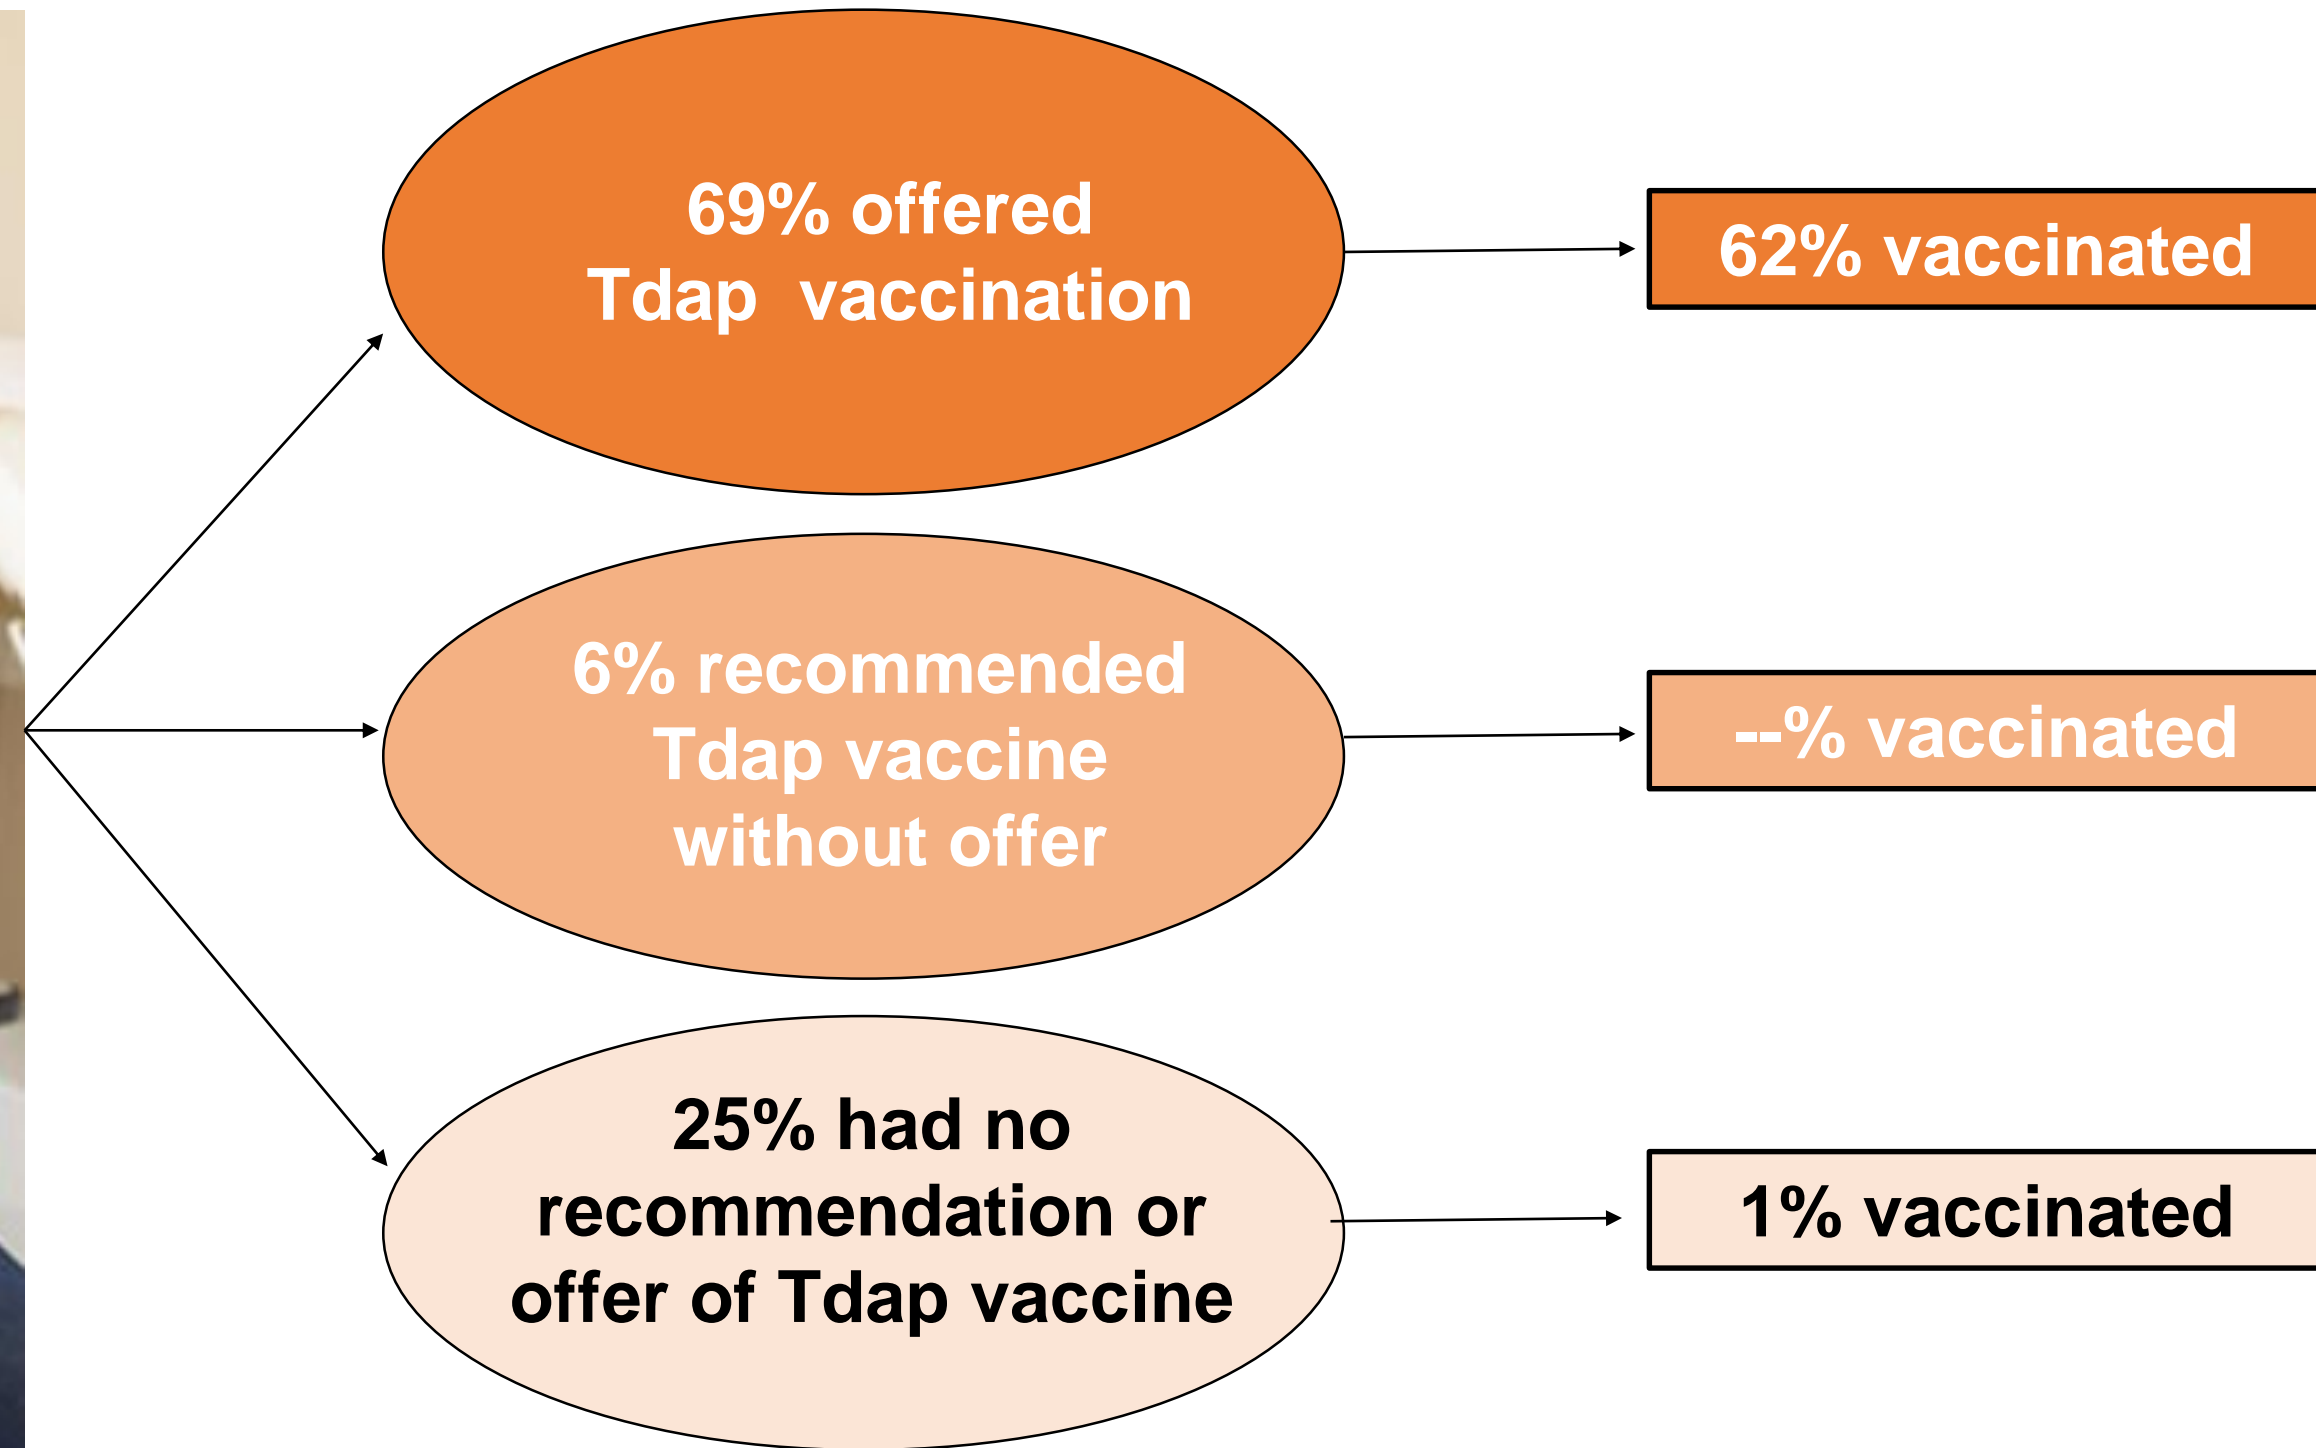 69% offered
Tdap  vaccination
62% vaccinated
6% recommended
Tdap vaccine
without offer
--% vaccinated
25% had no
recommendation or
offer of Tdap vaccine
1% vaccinated